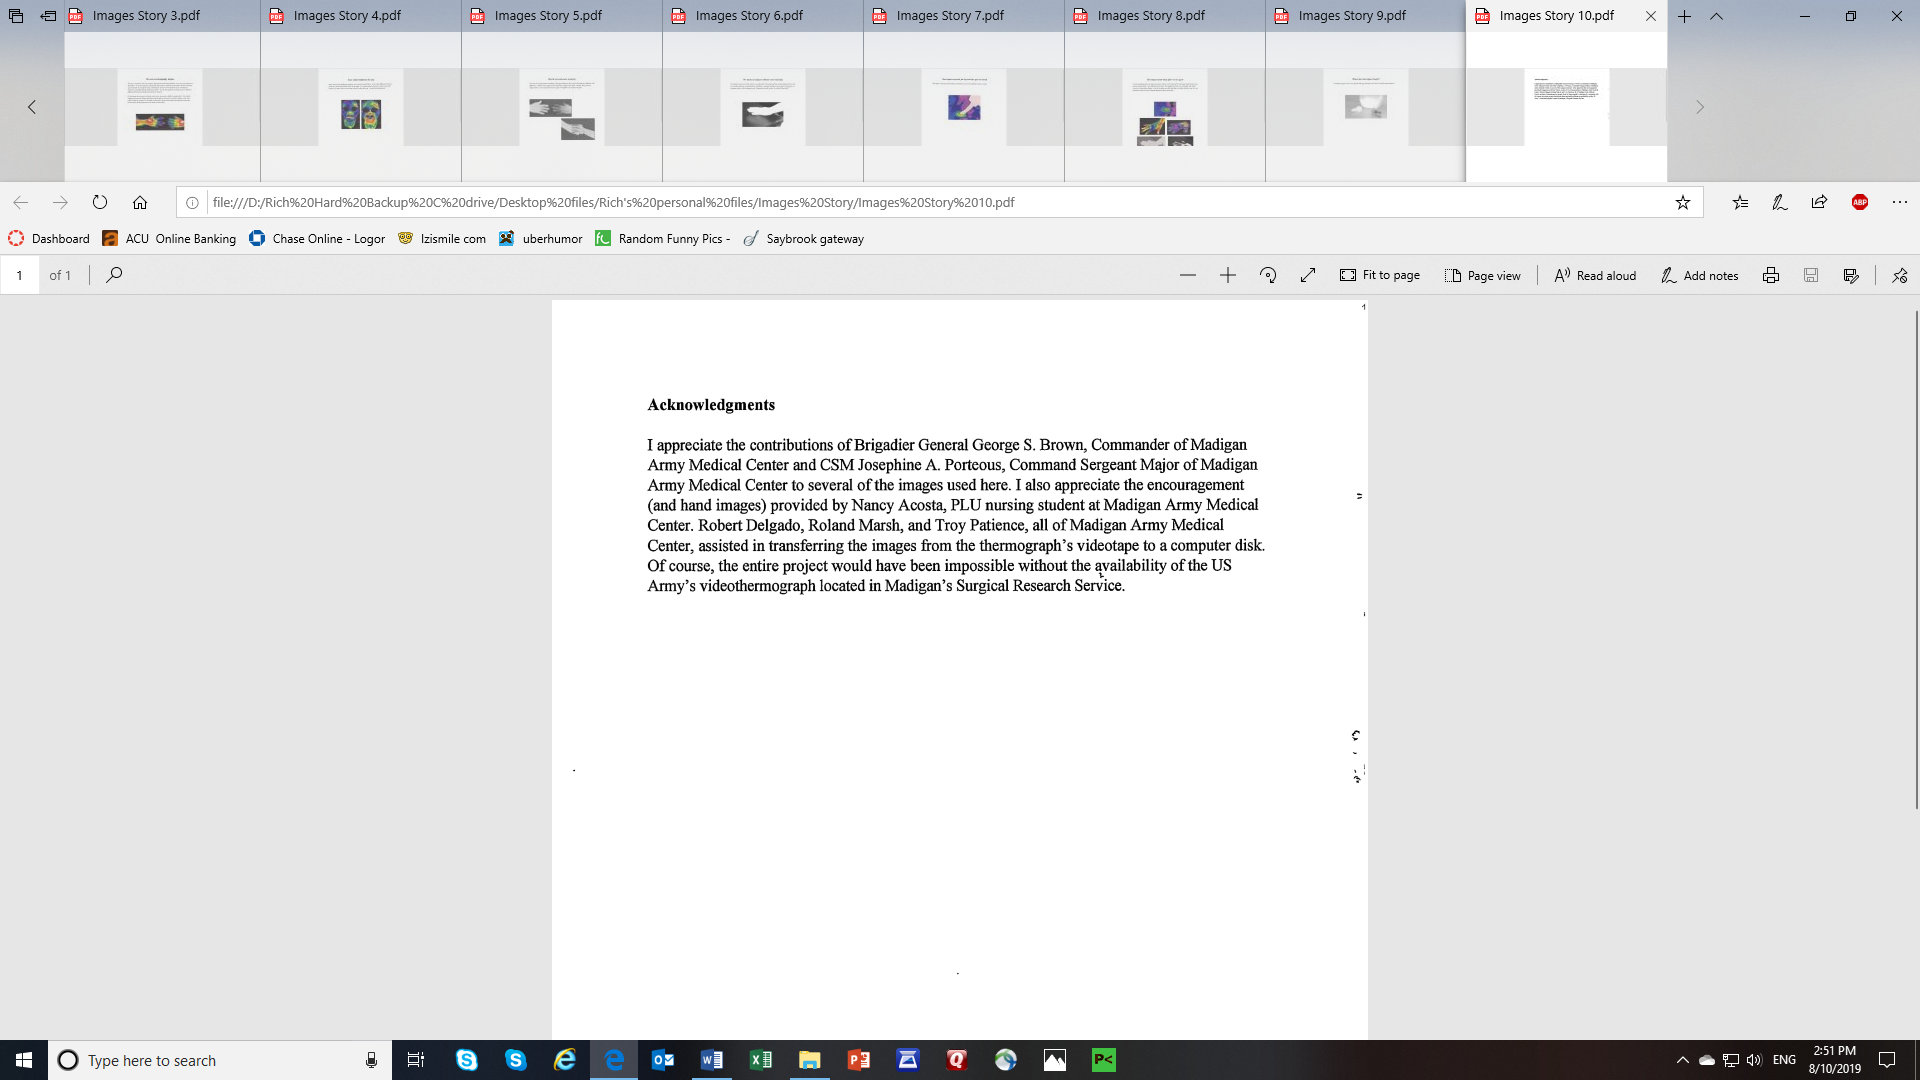 Images Story 3.pdf
Images Story 4.pdf
Images Story 5.pdf
Images Story 6.pdf
Images Story 7.pdf
Images Story 8.pdf
Images Story 9.pdf
Images Story 10.pdf
file:///D:/Rich%20Hard%20Backup%20C%20drive/Desktop%20files/Rich's%20personal%20files/Images%20Story/Images%20Story%2010.pdf
ABP
Dashboard
ACU Online Banking
Chase Online - Logor
Izismile com
uberhumor
Random Funny Pics -
Saybrook gateway
1 of 1
Fit to page
Page view
Read aloud
Add notes
Acknowledgments
I appreciate the contributions of Brigadier General George S. Brown, Commander of Madigan
Army Medical Center and CSM Josephine A. Porteous, Command Sergeant Major of Madigan
Army Medical Center to several of the images used here. I also appreciate the encouragement
(and hand images) provided by Nancy Acosta, PLU nursing student at Madigan Army Medical
Center. Robert Delgado, Roland Marsh, and Troy Patience, all of Madigan Army Medical
Center, assisted in transferring the images from the thermograph’s videotape to a computer disk.
Of course, the entire project would have been impossible without the availability of the US
Army’s videothermograph located in Madigan’s Surgical Research Service.
Type here to search
ENG
2:51 PM
8/10/2019